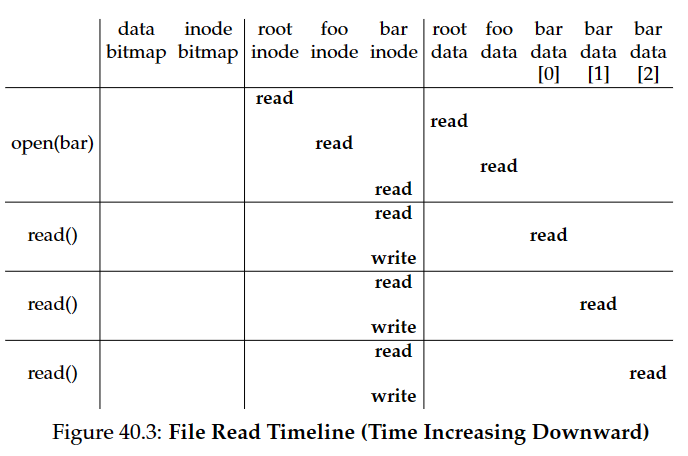 data inode root foo bar root foo bar bar bar
bitmap bitmap inode inode inode data data data data data
[0] [1] [2]
read
read
open(bar) read
read
read
read
read() read
write
read
read() read
write
read
read() read
write
Figure 40.3: File Read Timeline (Time Increasing Downward)